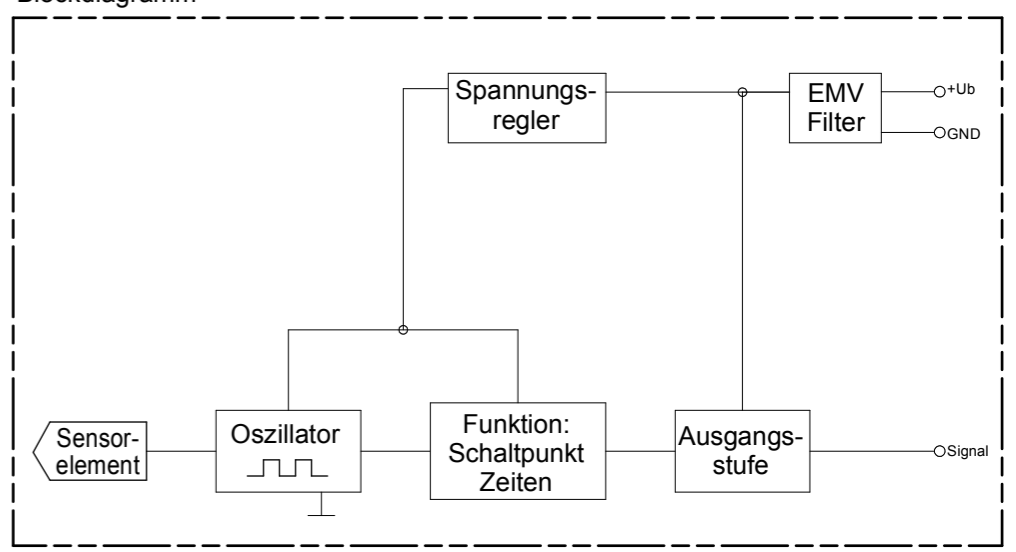 Blockdiagramm
Spannungs-
regler
EMV
Filter
+Ub
GND
Sensor-
element
Oszillator
Funktion:
Schaltpunkt
Zeiten
Ausgangs-
stufe
Signal